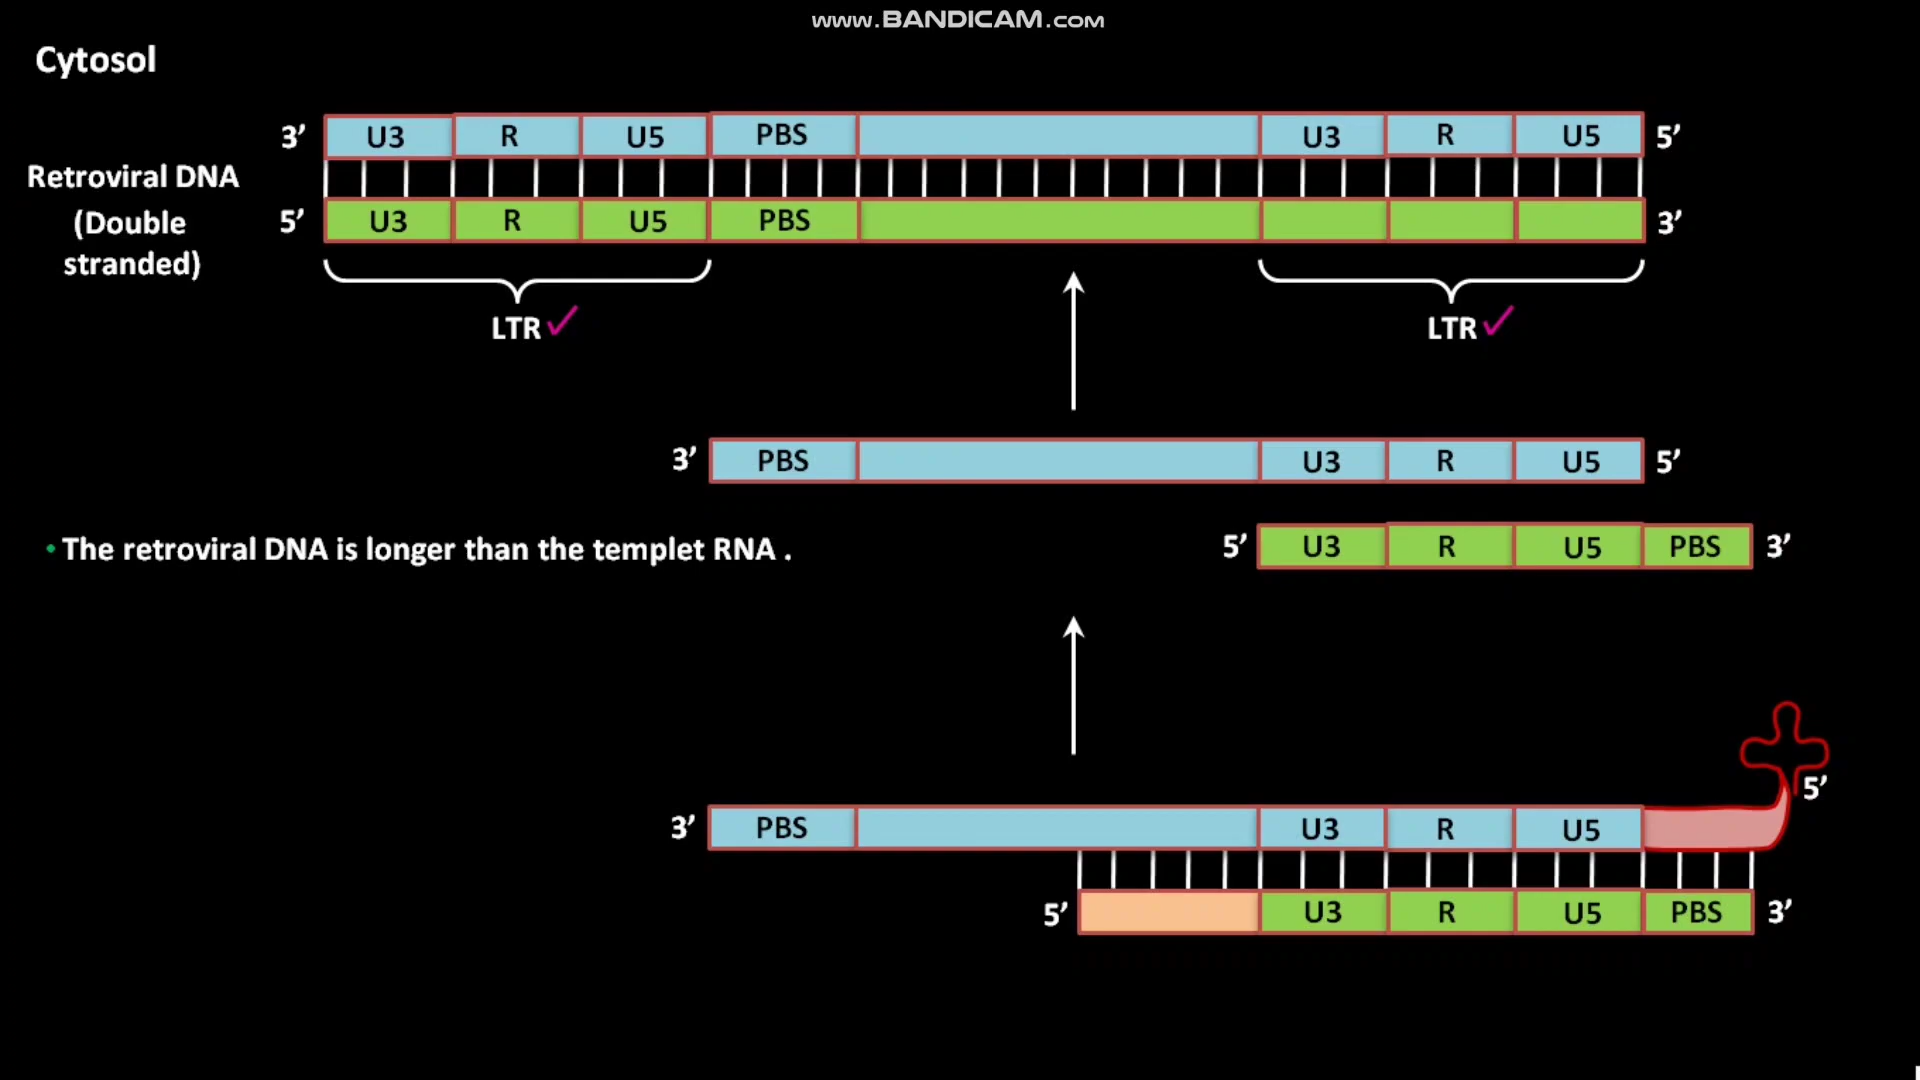 www.BANDICAM.com
Cytosol
3’ U3 R U5 PBS U3 R U5 5’
Retroviral DNA
(Double
stranded)
5’ U3 R U5 PBS 3’
LTR LTR
3’ PBS U3 R U5 5’
• The retroviral DNA is longer than the templet RNA .
5’ U3 R U5 PBS 3’
5’
3’ PBS U3 R U5
5’ U3 R U5 PBS 3’